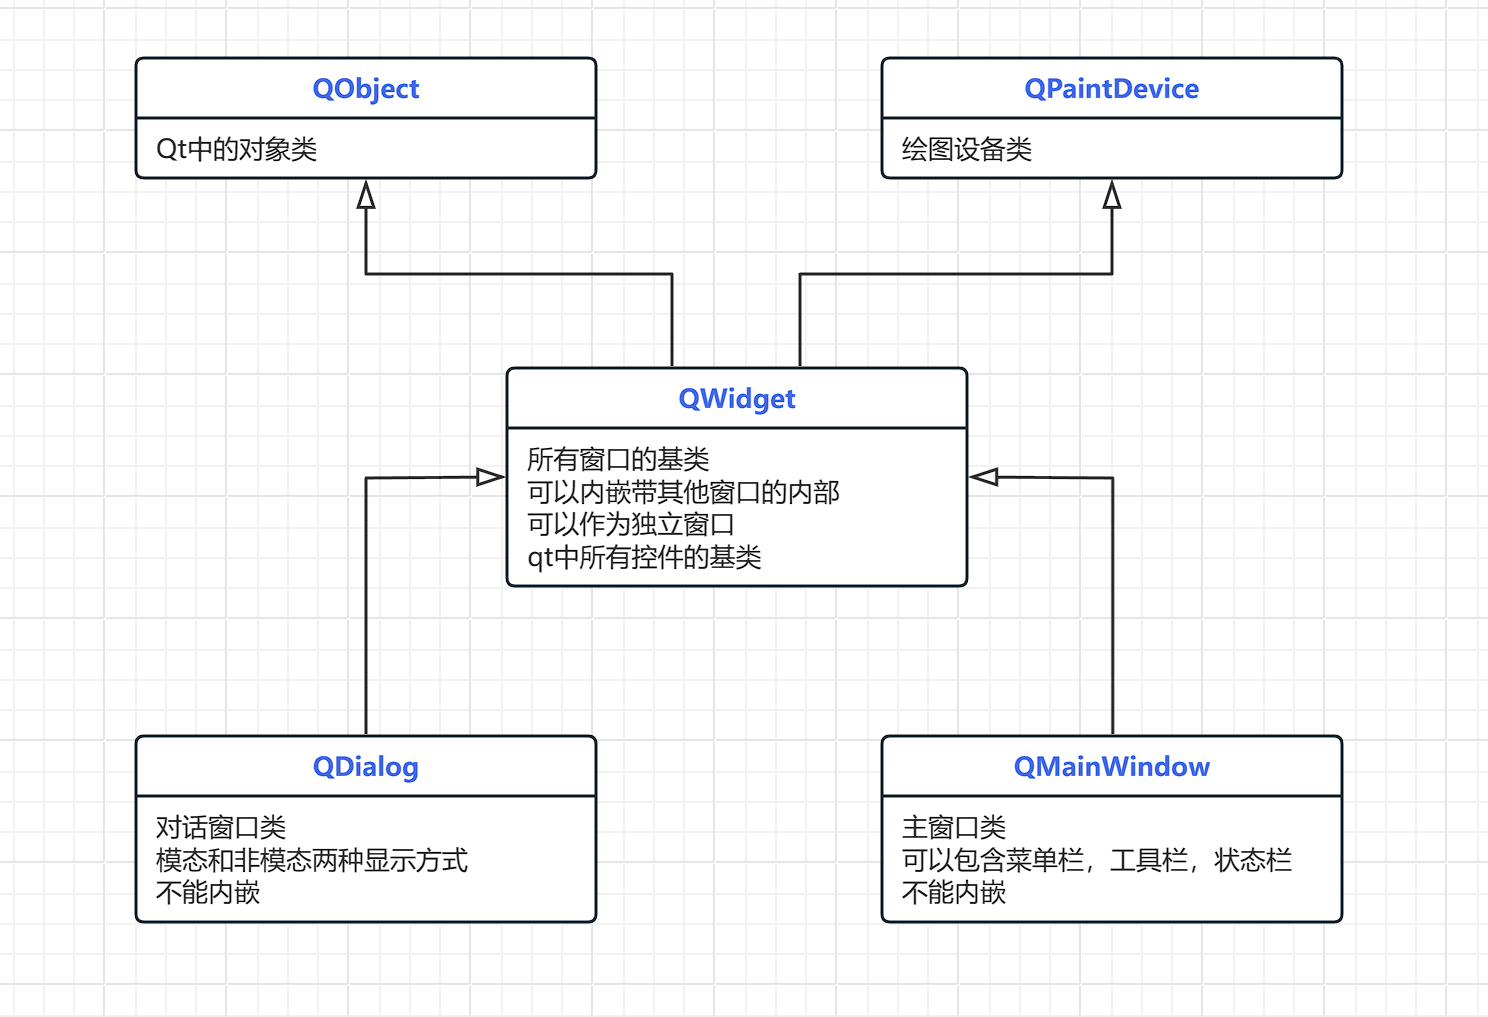 QObject
Qt中的对象类
QPaintDevice
绘图设备类
QWidget
所有窗口的基类
可以内嵌带其他窗口的内部
可以作为独立窗口
qt中所有控件的基类
QDialog
对话窗口类
模态和非模态两种显示方式
不能内嵌
QMainWindow
主窗口类
可以包含菜单栏，工具栏，状态栏
不能内嵌